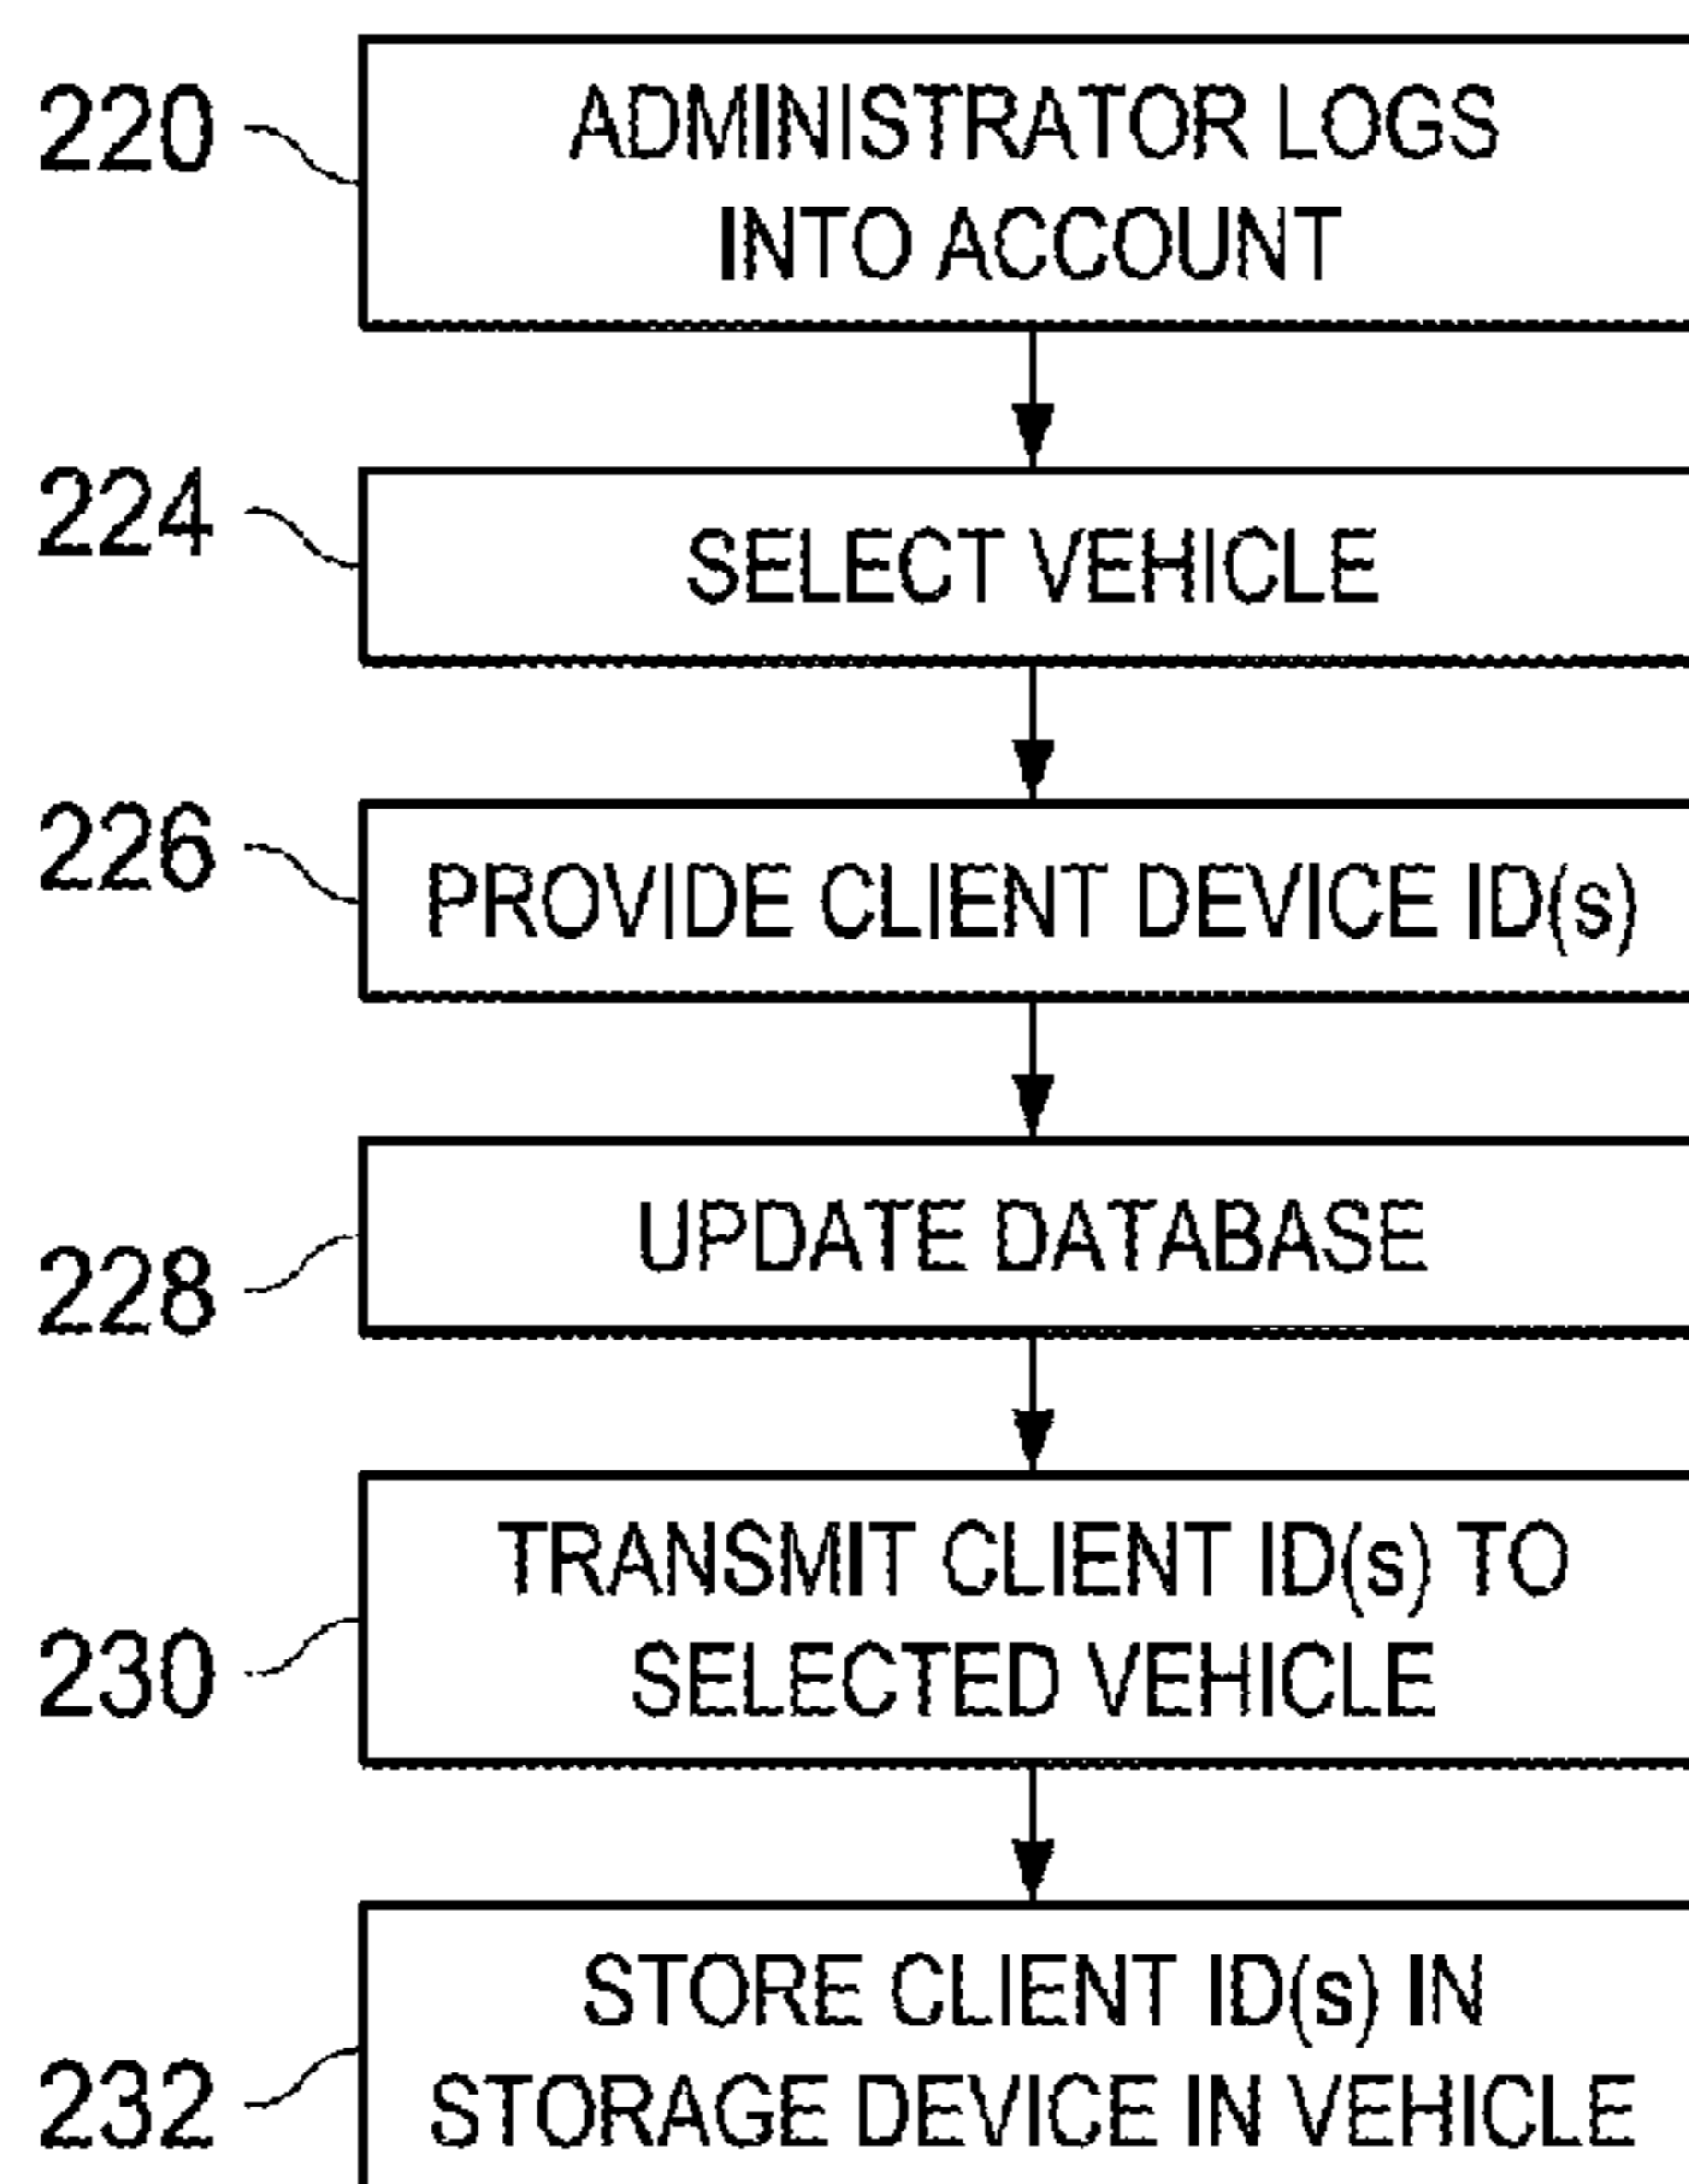 220
ADMINISTRATOR LOGS
INTO ACCOUNT
224
SELECT VEHICLE
226
PROVIDE CLIENT DEVICE ID(s)
228
UPDATE DATABASE
230
TRANSMIT CLIENT ID(s) TO
SELECTED VEHICLE
232
STORE CLIENT ID(s) IN
STORAGE DEVICE IN VEHICLE